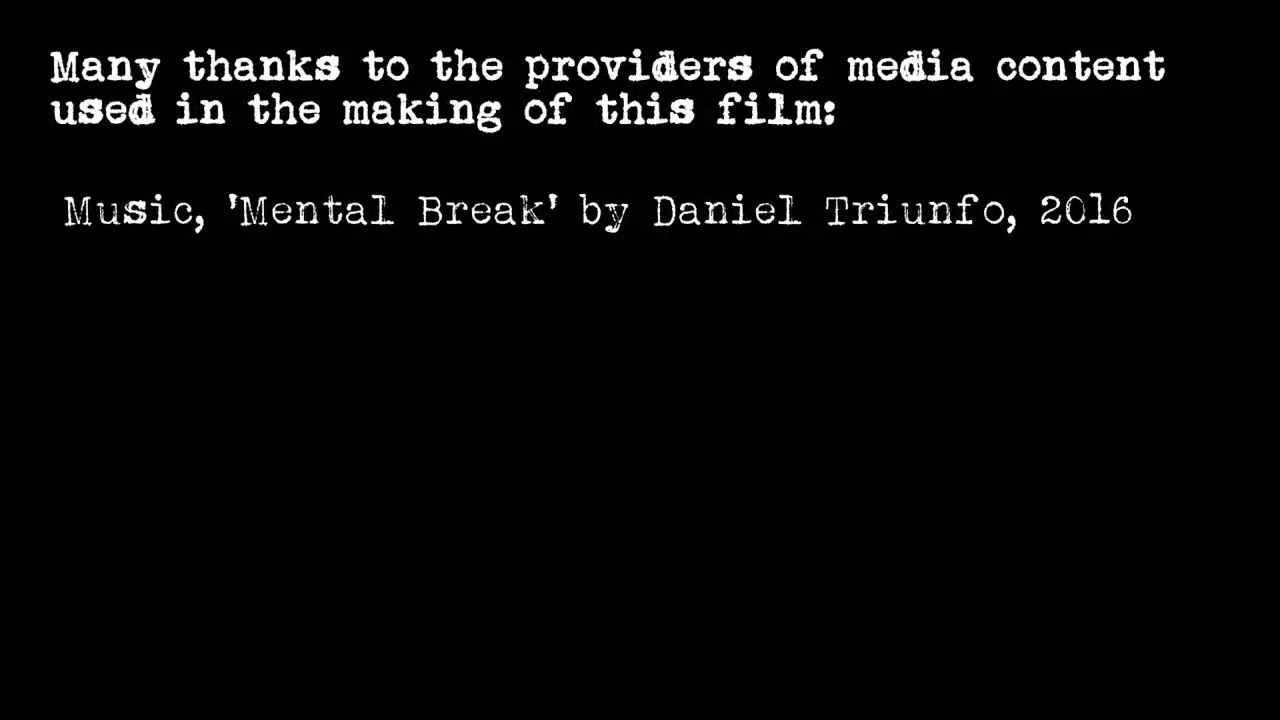 Many thanks to the providers of media content
used in the making of this film:
Music, 'Mental Break' by Daniel Triunfo, 2016